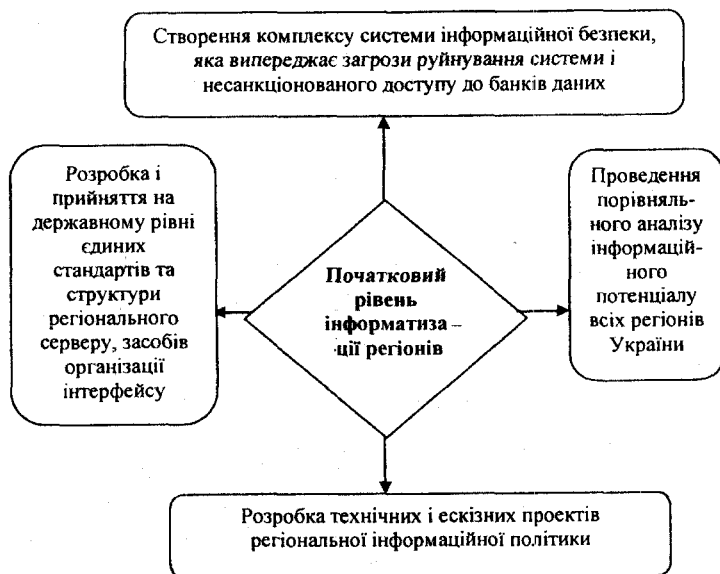 Створення комплексу системи інформаційної безпеки,
яка випереджає загрози руйнування системи і
несанкціонованого доступу до банків даних
Розробка і
прийняття на
державному рівні
єдиних
стандартів та
структури
регіонального
серверу, засобів
організації
інтерфейсу
Початковий
рівень
інформатиза –
ції регіонів
Проведення
порівняль-
ного аналізу
інформацій-
ного
потенціалу
всіх регіонів
України
Розробка технічних і ескізних проектів
регіональної інформаційної політики